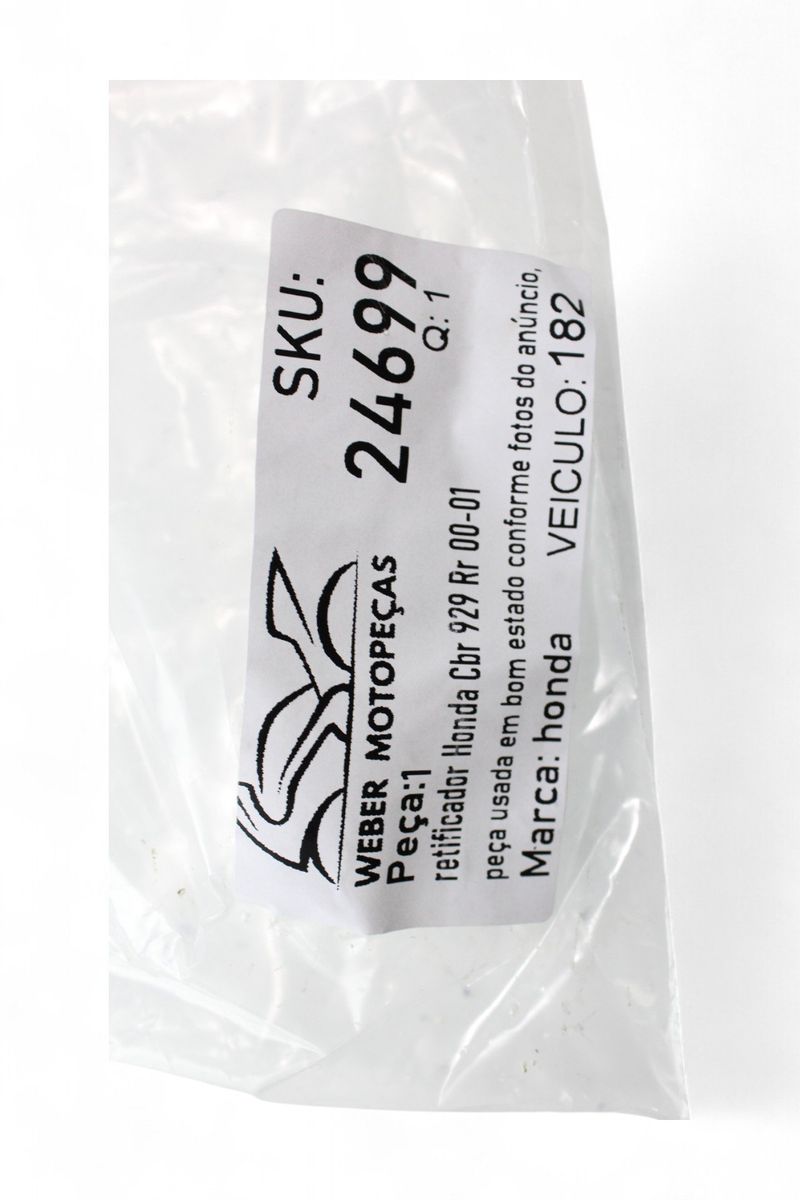 SKU:
24699
Q: 1
WEBER MOTOPEÇAS
Peça:1
retificador Honda Cbr 929 Rr 00-01
peça usada em bom estado conforme fotos do anúncio,
Marca: honda VEICULO: 182